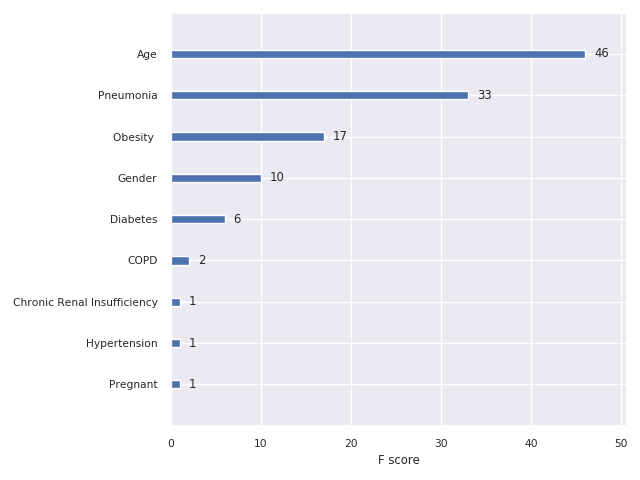 Age 46
Pneumonia 33
Obesity 17
Gender 10
Diabetes 6
COPD 2
Chronic Renal Insufficiency 1
Hypertension 1
Pregnant 1
0 10 20 30 40 50
F score